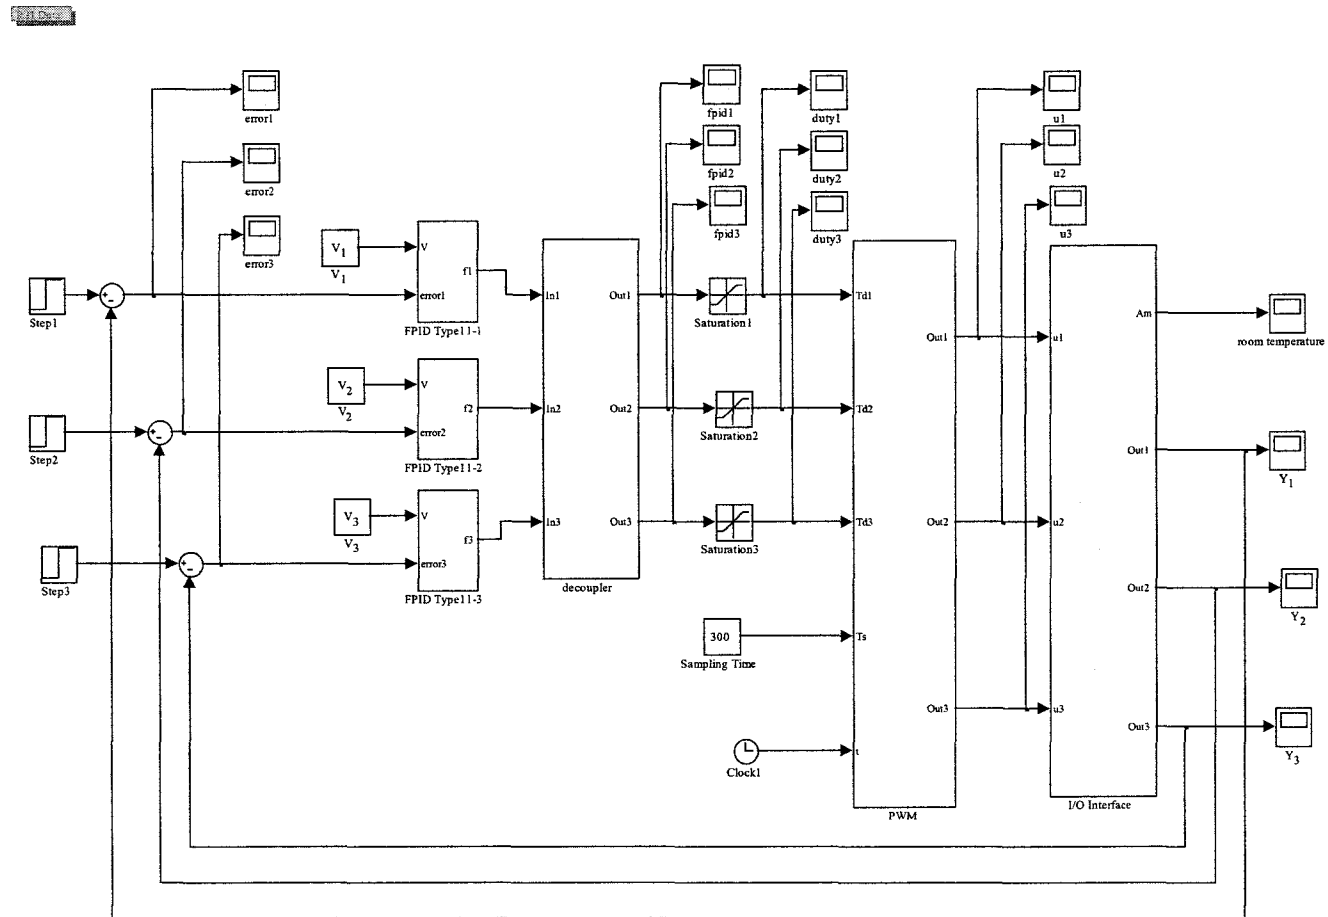 error1
error2
error3
fpid1
fpid2
fpid3
duty1
duty2
duty3
u1
u2
u3
Step1
Step2
Step3
V1
V1
V2
V2
V3
V3
V
error1
f1
FPID Type11-1
V
error2
f2
FPID Type11-2
V
error3
f3
FPID Type11-3
In1
In2
In3
Out1
Out2
Out3
decoupler
Saturation1
Saturation2
Saturation3
300
Sampling Time
Clock1
Td1
Td2
Td3
Ts
t
Out1
Out2
Out3
PWM
u1
u2
u3
Am
Out1
Out2
Out3
I/O Interface
room temperature
Y1
Y2
Y3